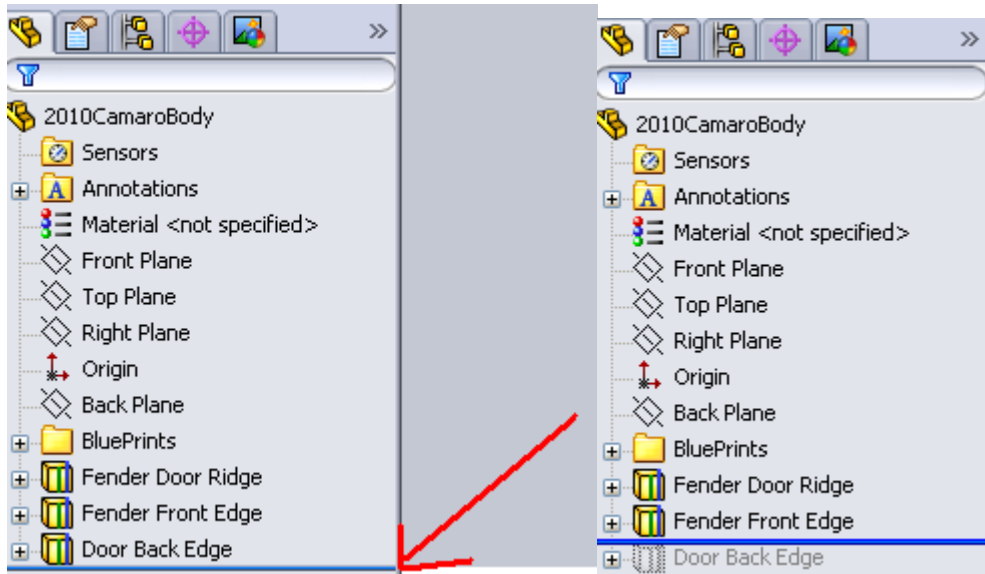 2010CamaroBody
Sensors
Annotations
Material <not specified>
Front Plane
Top Plane
Right Plane
Origin
Back Plane
BluePrints
Fender Door Ridge
Fender Front Edge
Door Back Edge
2010CamaroBody
Sensors
Annotations
Material <not specified>
Front Plane
Top Plane
Right Plane
Origin
Back Plane
BluePrints
Fender Door Ridge
Fender Front Edge
Door Back Edge